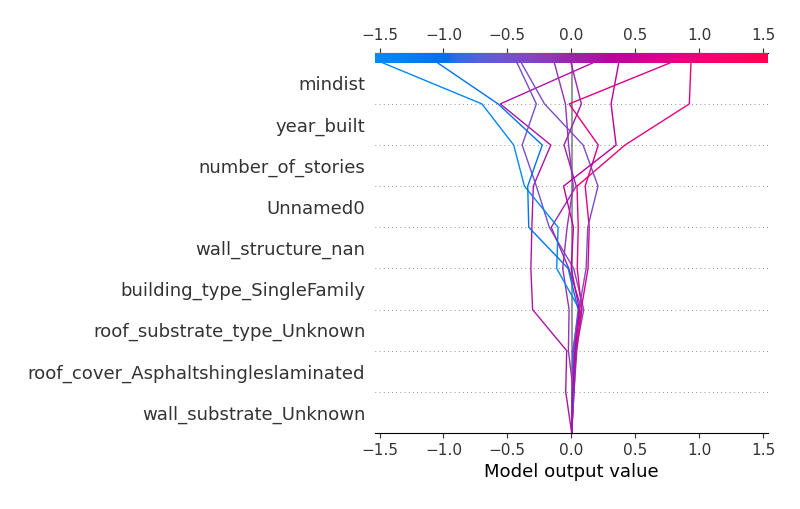 −1.5 −1.0 −0.5 0.0 0.5 1.0 1.5
mindist
year_built
number_of_stories
Unnamed0
wall_structure_nan
building_type_SingleFamily
roof_substrate_type_Unknown
roof_cover_Asphaltshingleslaminated
wall_substrate_Unknown
−1.5 −1.0 −0.5 0.0 0.5 1.0 1.5
Model output value